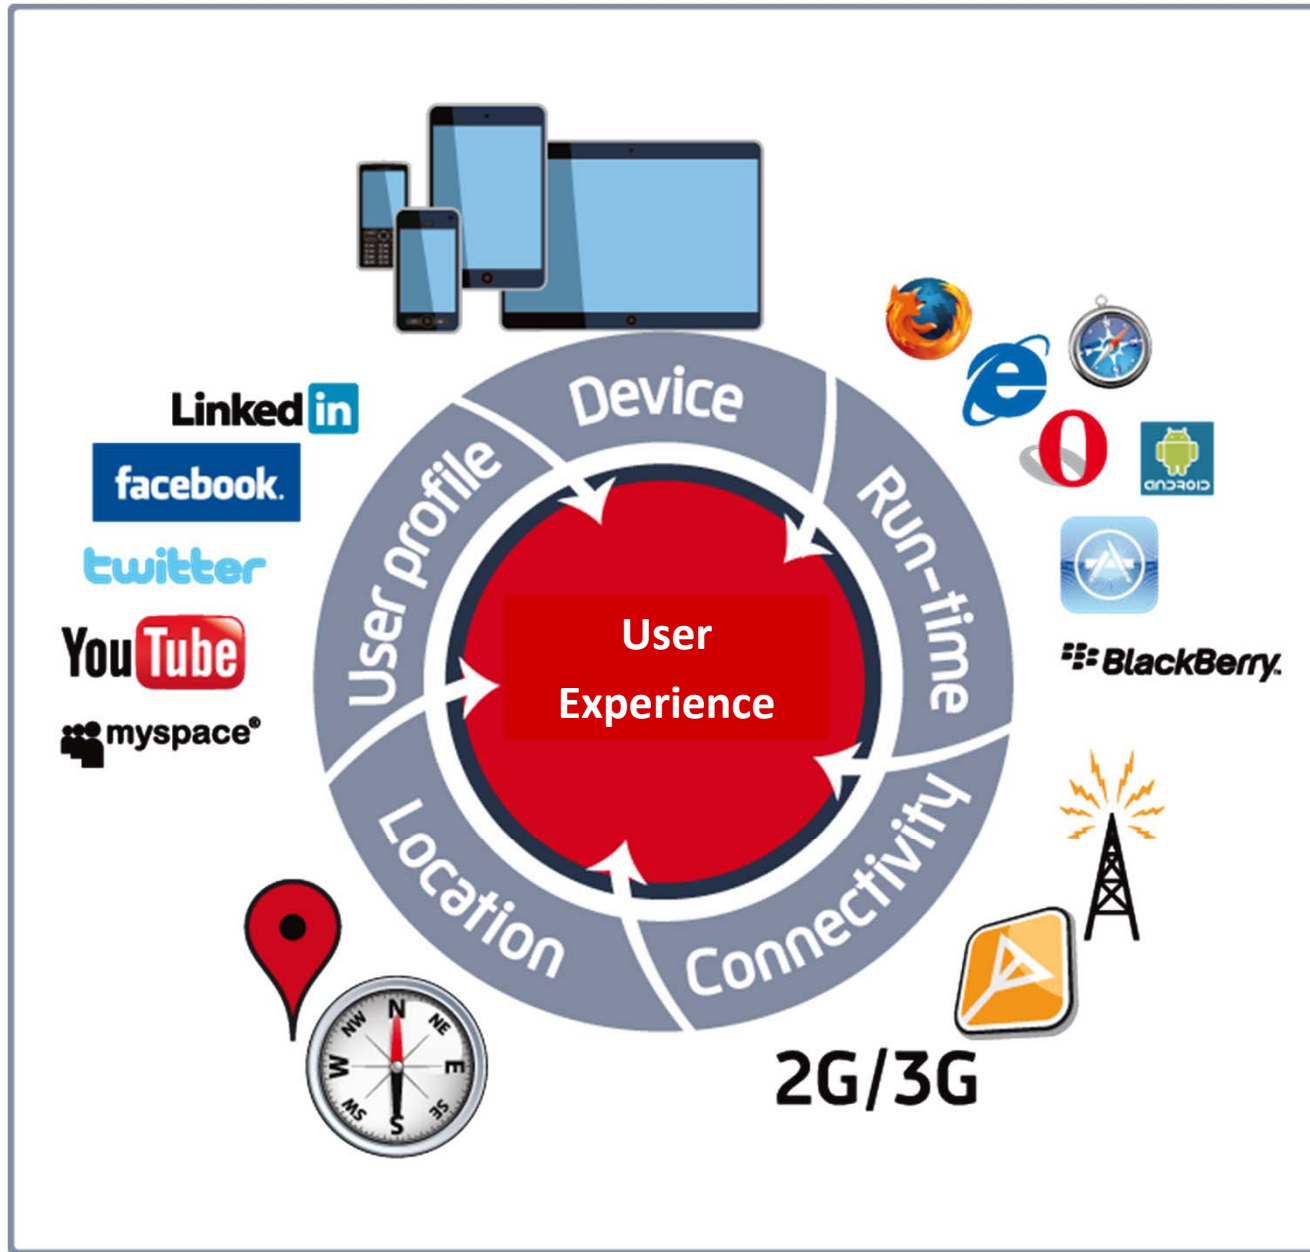 Device
Linked in
facebook.
User profile
Run-time
ANDROID
twitter
User
Experience
YouTube
BlackBerry.
myspace®
Location
Connectivity
N
NW
NE
W
E
SW
SE
S
2G/3G